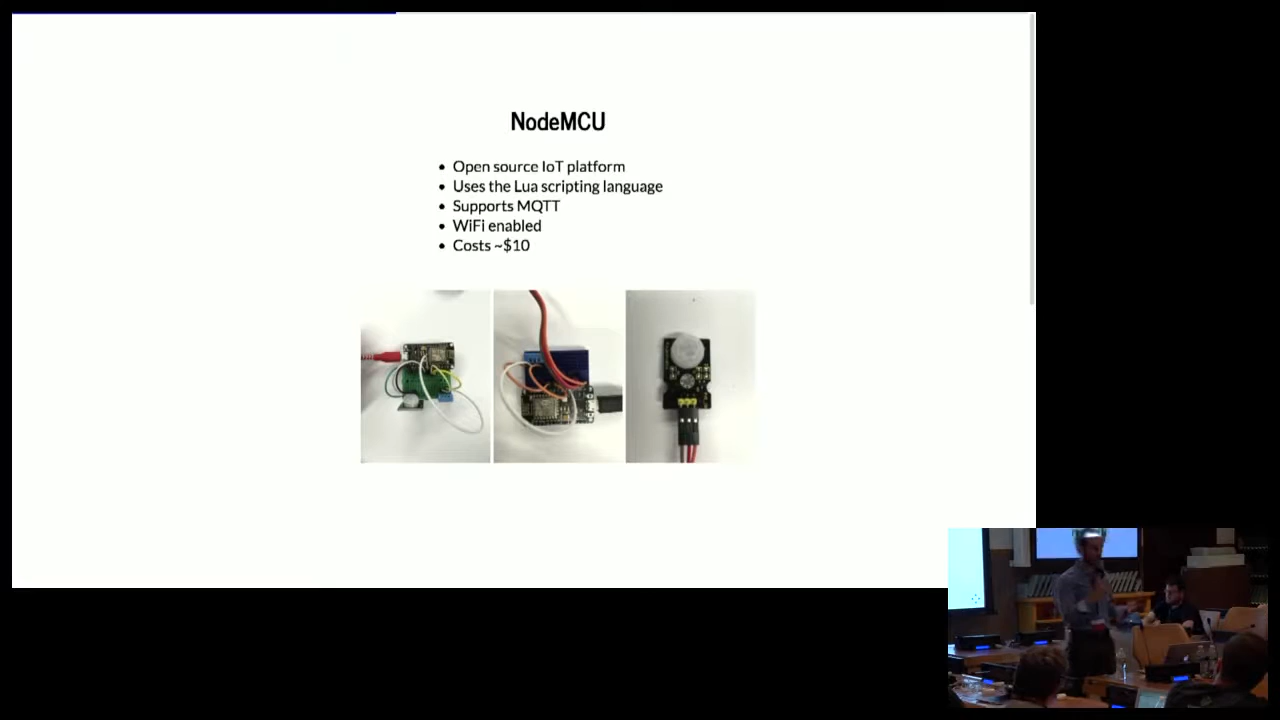 NodeMCU
• Open source IoT platform
• Uses the Lua scripting language
• Supports MQTT
• WiFi enabled
• Costs ~$10